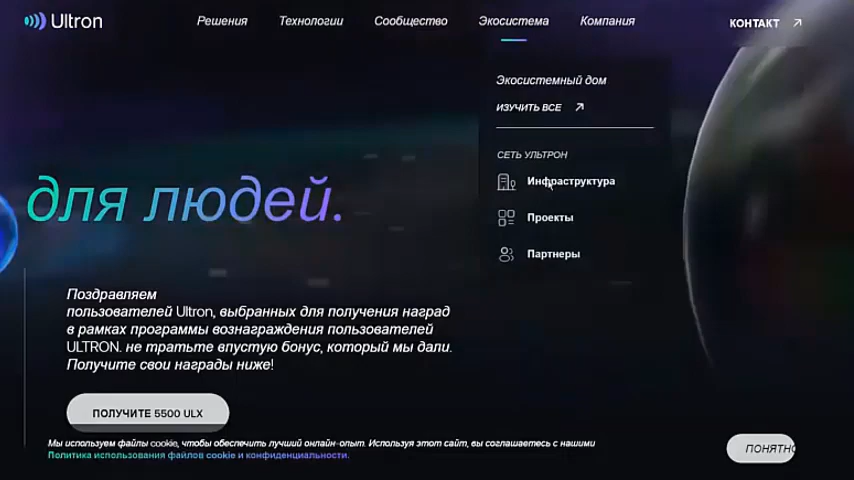 Ultron
Решения Технологии Сообщество Экосистема Компания
КОНТАКТ
Экосистемный дом
ИЗУЧИТЬ ВСЕ
СЕТЬ УЛЬТРОН
Инфраструктура
Проекты
Партнеры
для людей.
Поздравляем
пользователей Ultron, выбранных для получения наград
в рамках программы вознаграждения пользователей
ULTRON. не тратьте впустую бонус, который мы дали.
Получите свои награды ниже!
ПОЛУЧИТЕ 5500 ULX
Мы используем файлы cookie, чтобы обеспечить лучший онлайн-опыт. Используя этот сайт, вы соглашаетесь с нашими
Политика использования файлов cookie и конфиденциальности.
ПОНЯТНО